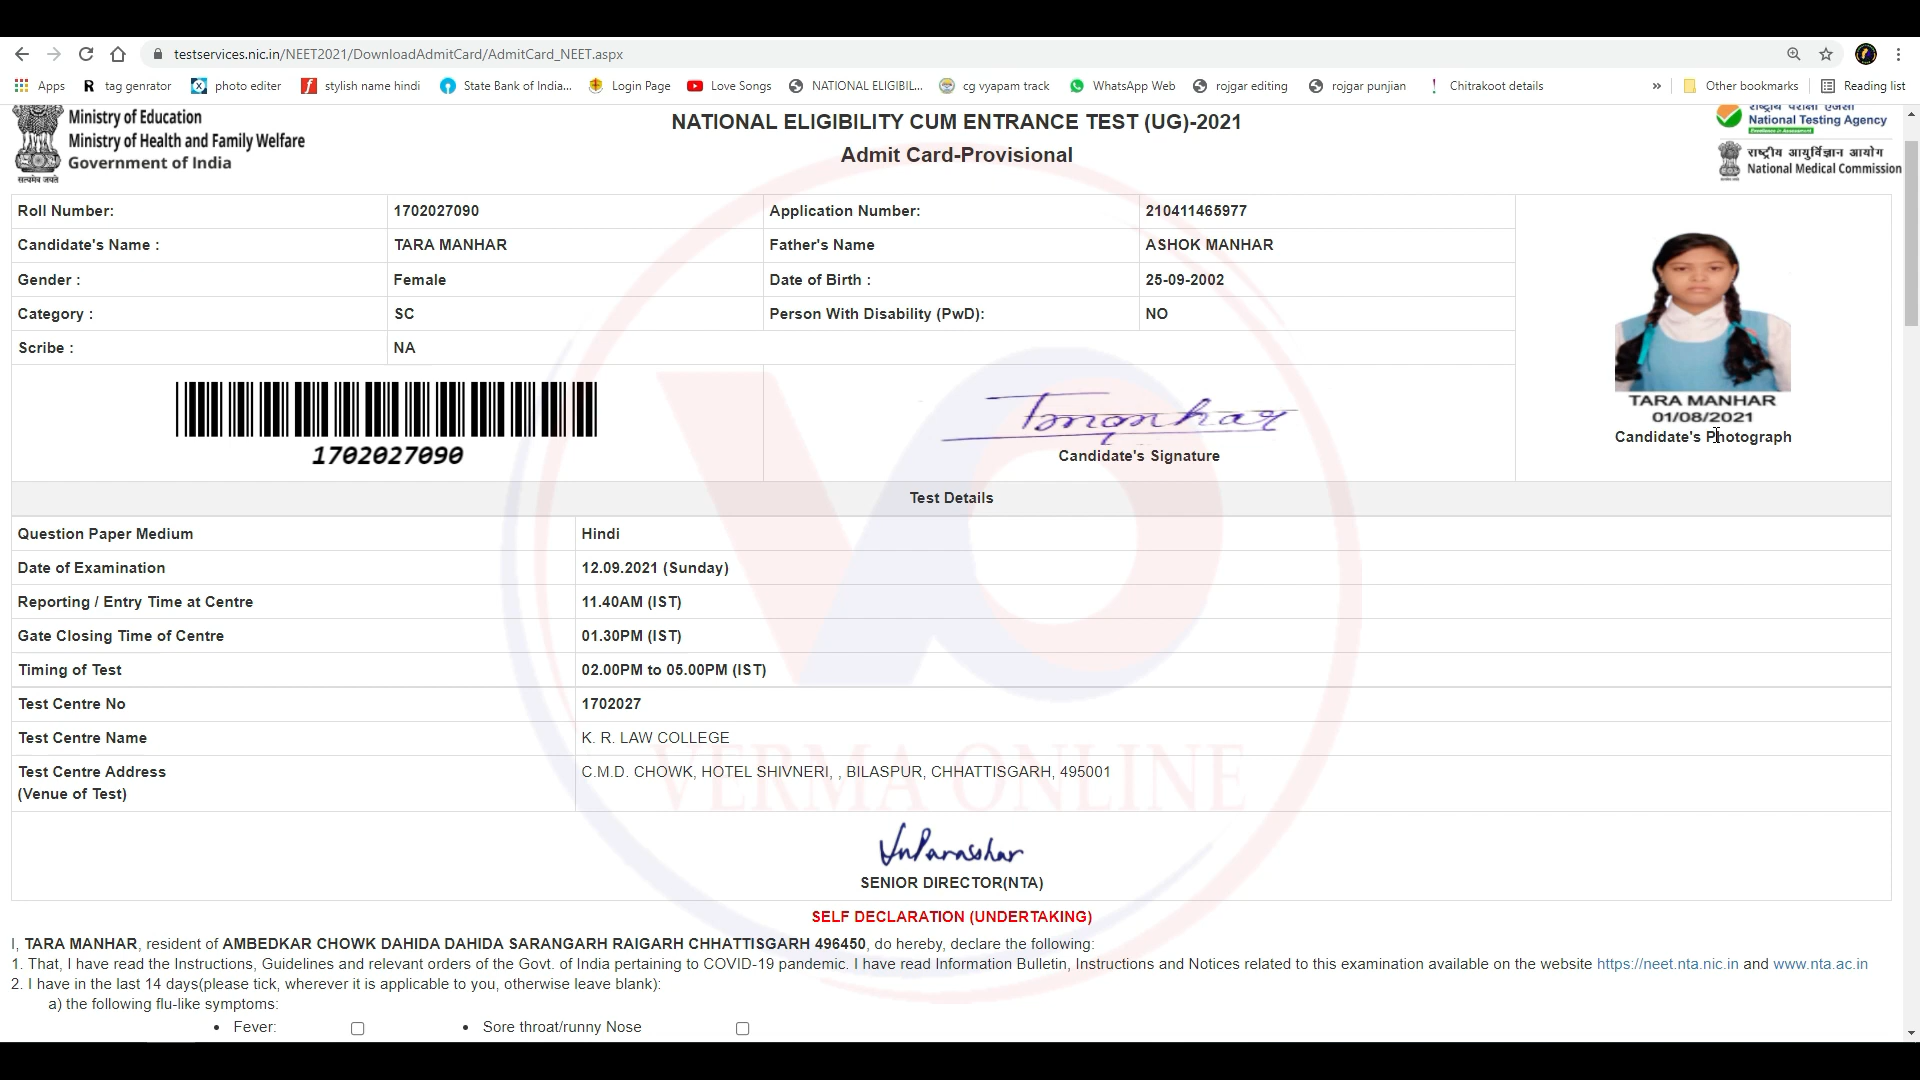 testservices.nic.in/NEET2021/DownloadAdmitCard/AdmitCard_NEET.aspx
Apps R tag genrator photo editer stylish name hindi State Bank of India... Login Page Love Songs NATIONAL ELIGIBIL... cg vyapam track WhatsApp Web rojgar editing rojgar punjian Chitrakoot details » Other bookmarks Reading list
Ministry of Education
Ministry of Health and Family Welfare
Government of India
सत्यमेव जयते
NATIONAL ELIGIBILITY CUM ENTRANCE TEST (UG)-2021
Admit Card-Provisional
राष्ट्रीय परीक्षा एजेंसी
National Testing Agency
Excellence in Assessment
राष्ट्रीय आयुर्विज्ञान आयोग
National Medical Commission
Roll Number: 1702027090 Application Number: 210411465977
Candidate's Name : TARA MANHAR Father's Name ASHOK MANHAR
Gender : Female Date of Birth : 25-09-2002
Category : SC Person With Disability (PwD): NO
Scribe : NA
1702027090
Tmanhar
Candidate's Signature
TARA MANHAR
01/08/2021
Candidate's Photograph
Test Details
Question Paper Medium Hindi
Date of Examination 12.09.2021 (Sunday)
Reporting / Entry Time at Centre 11.40AM (IST)
Gate Closing Time of Centre 01.30PM (IST)
Timing of Test 02.00PM to 05.00PM (IST)
Test Centre No 1702027
Test Centre Name K. R. LAW COLLEGE
Test Centre Address C.M.D. CHOWK, HOTEL SHIVNERI, , BILASPUR, CHHATTISGARH, 495001
(Venue of Test)
VERMA ONLINE
VnParasshar
SENIOR DIRECTOR(NTA)
SELF DECLARATION (UNDERTAKING)
I, TARA MANHAR, resident of AMBEDKAR CHOWK DAHIDA DAHIDA SARANGARH RAIGARH CHHATTISGARH 496450, do hereby, declare the following:
1. That, I have read the Instructions, Guidelines and relevant orders of the Govt. of India pertaining to COVID-19 pandemic. I have read Information Bulletin, Instructions and Notices related to this examination available on the website https://neet.nta.nic.in and www.nta.ac.in
2. I have in the last 14 days(please tick, wherever it is applicable to you, otherwise leave blank):
a) the following flu-like symptoms:
• Fever: • Sore throat/runny Nose